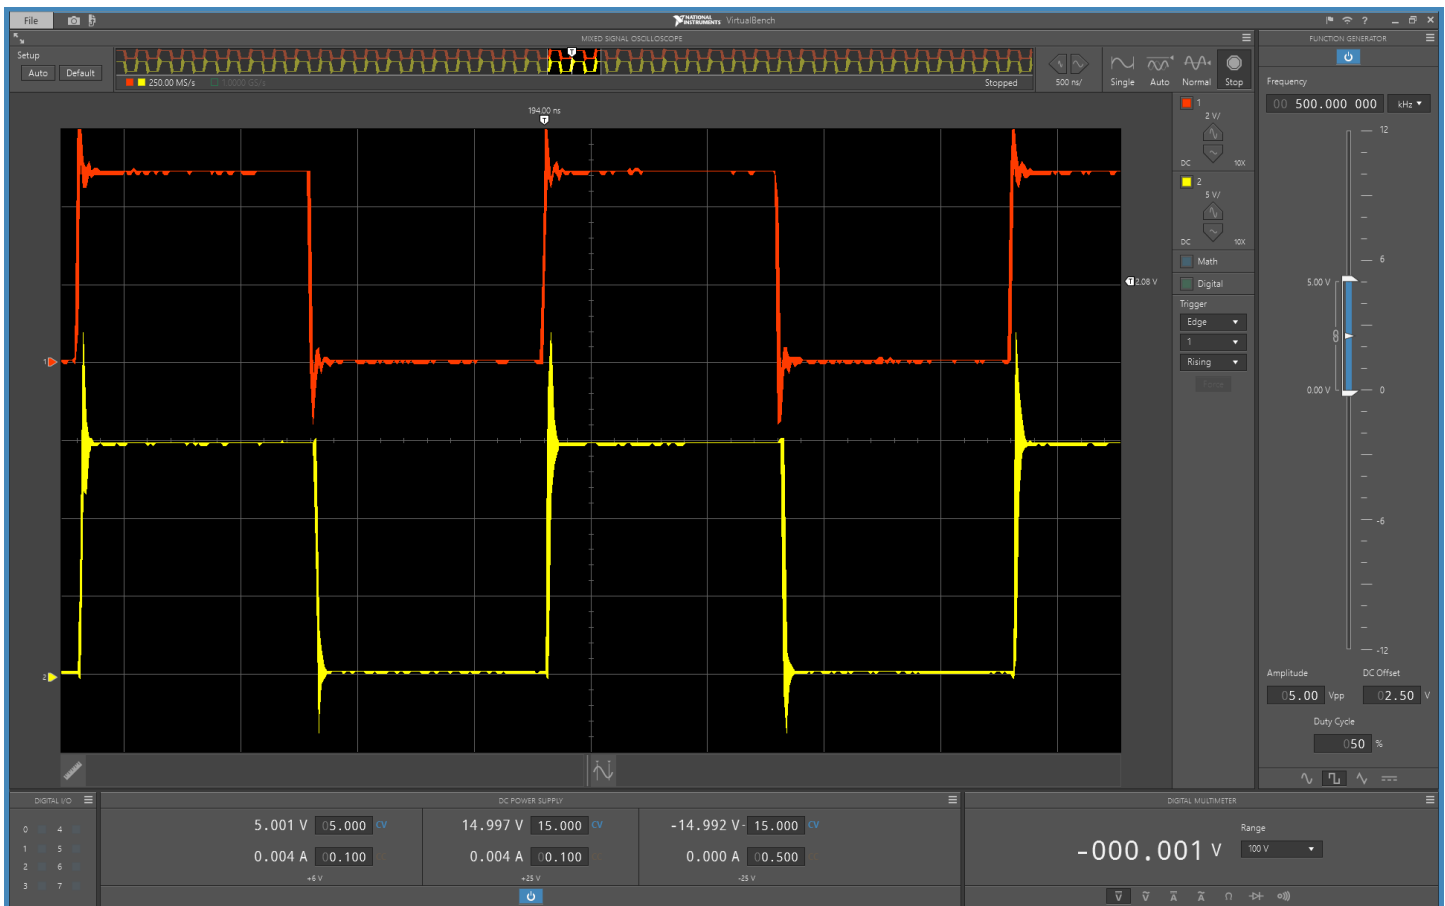 File
NATIONAL INSTRUMENTS VirtualBench
?
MIXED SIGNAL OSCILLOSCOPE
FUNCTION GENERATOR
Setup
Auto Default
250.00 MS/s 1.0000 GS/s Stopped
500 ns/
Single Auto Normal Stop
Frequency
00 500.000 000 kHz
194.00 ns
T
1
2 V/
DC 10X
2
5 V/
DC 10X
Math
Digital
Trigger
Edge
1
Rising
Force
T 2.08 V
1
2
12
6
5.00 V
0.00 V 0
-6
-12
Amplitude DC Offset
05.00 Vpp 02.50 V
Duty Cycle
050 %
DIGITAL I/O
0 4
1 5
2 6
3 7
DC POWER SUPPLY
5.001 V 05.000 CV
0.004 A 00.100
+6 V
14.997 V 15.000 CV
0.004 A 00.100
+25 V
-14.992 V - 15.000 CV
0.000 A 00.500
-25 V
DIGITAL MULTIMETER
-000.001 V
Range
100 V
V V A A Ω